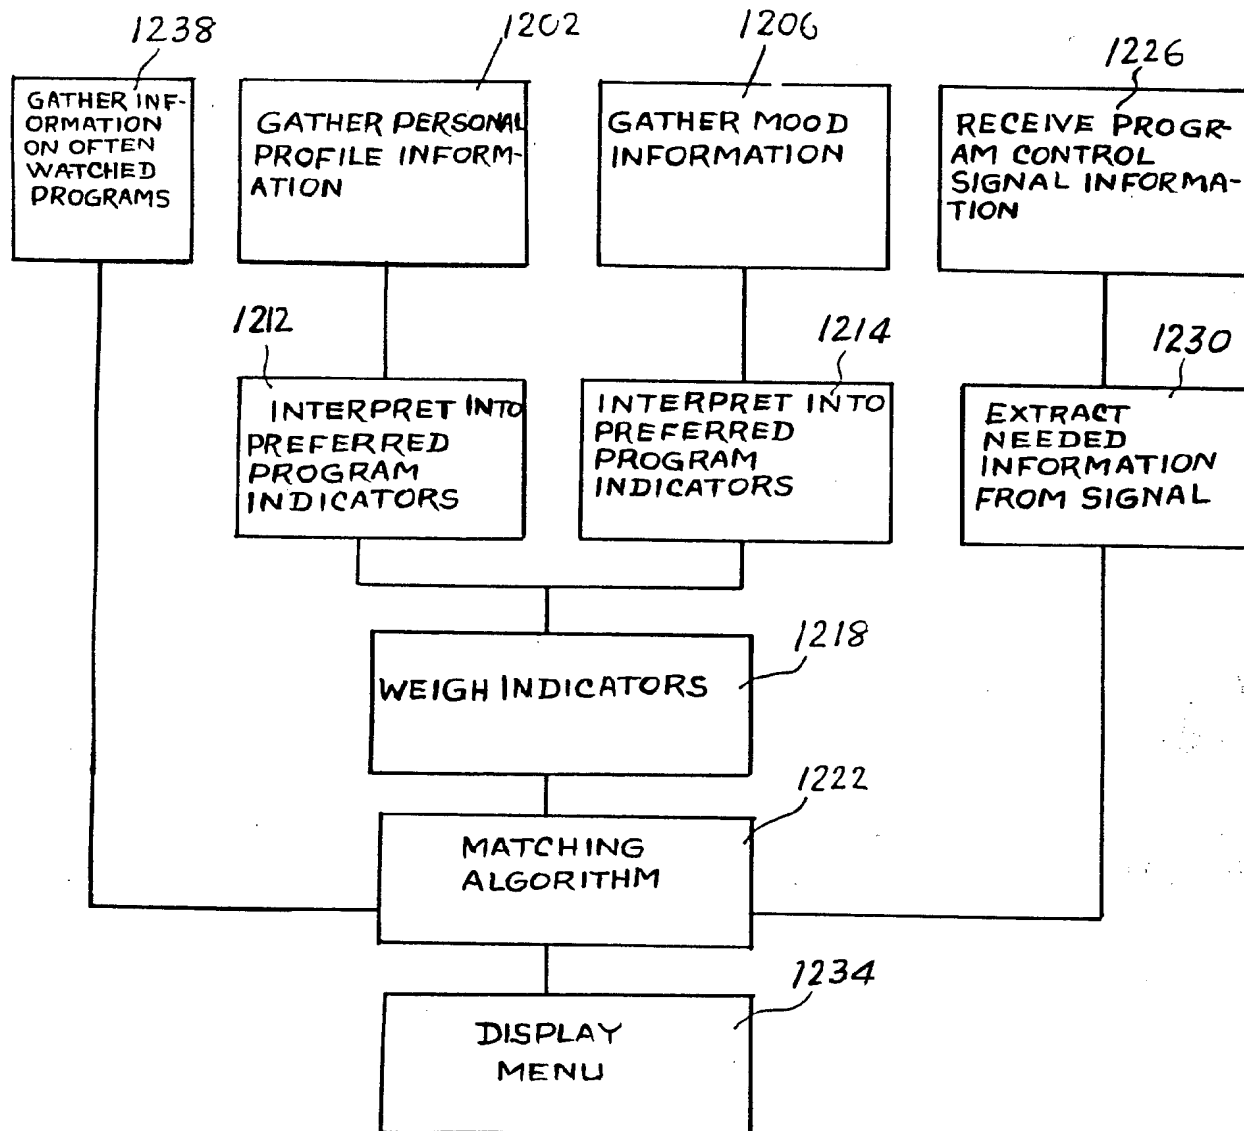 1238
GATHER INF-
ORMATION
ON OFTEN
WATCHED
PROGRAMS
1202
GATHER PERSONAL
PROFILE INFORM-
ATION
1206
GATHER MOOD
INFORMATION
1226
RECEIVE PROGR-
AM CONTROL
SIGNAL INFORMA-
TION
1212
INTERPRET INTO
PREFERRED
PROGRAM
INDICATORS
1214
INTERPRET INTO
PREFERRED
PROGRAM
INDICATORS
1230
EXTRACT
NEEDED
INFORMATION
FROM SIGNAL
1218
WEIGH INDICATORS
1222
MATCHING
ALGORITHM
1234
DISPLAY
MENU